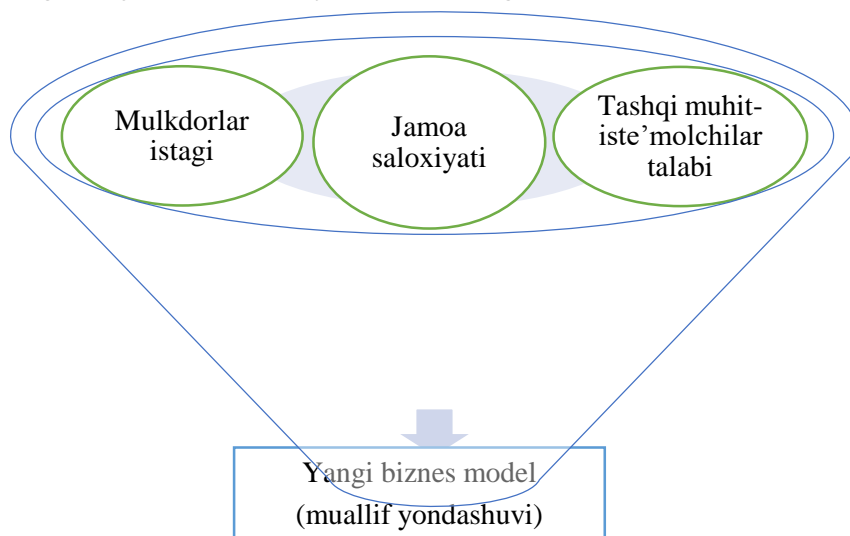 Mulkdorlar
istagi
Jamoa
saloxiyati
Tashqi muhit-
iste’molchilar
talabi
Yangi biznes model
(muallif yondashuvi)